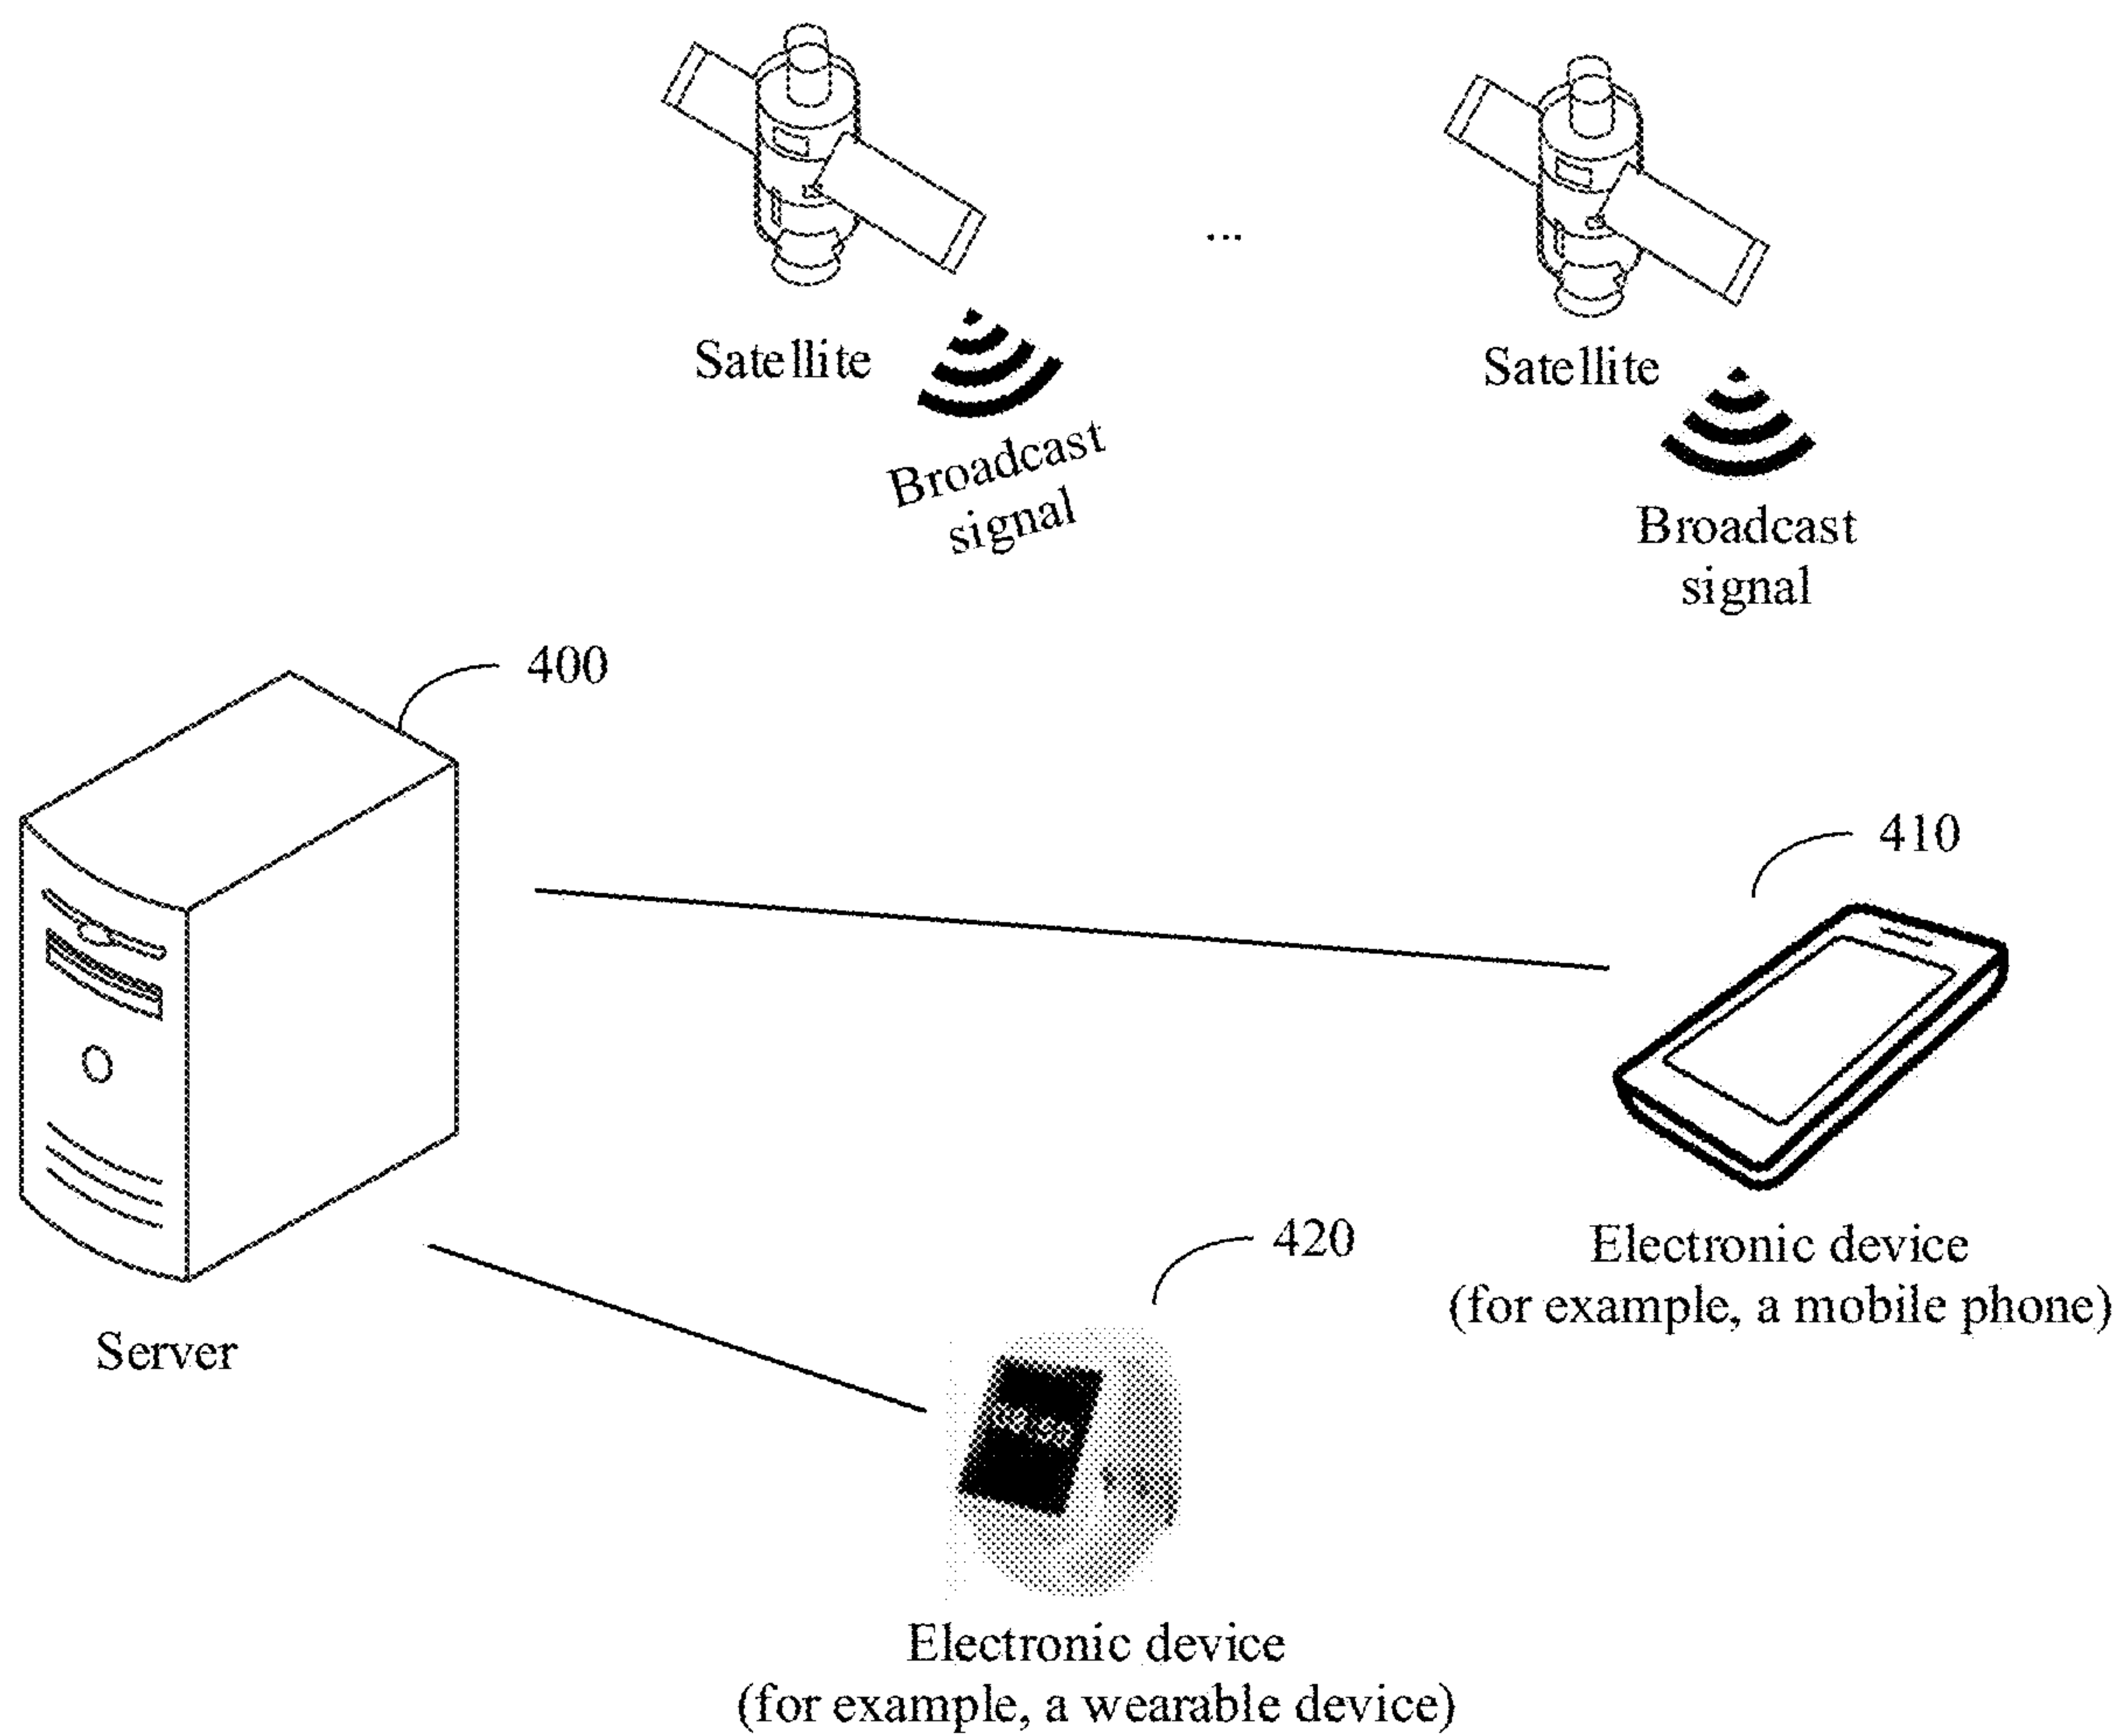 ...
Satellite
Satellite
Broadcast
signal
Broadcast
signal
400
410
420
Electronic device
(for example, a mobile phone)
Server
Electronic device
(for example, a wearable device)